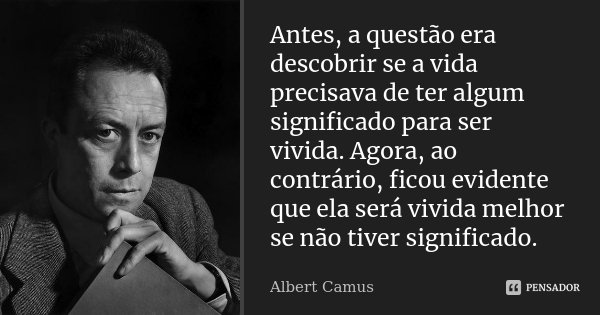 Antes, a questão era
descobrir se a vida
precisava de ter algum
significado para ser
vivida. Agora, ao
contrário, ficou evidente
que ela será vivida melhor
se não tiver significado.
Albert Camus
PENSADOR